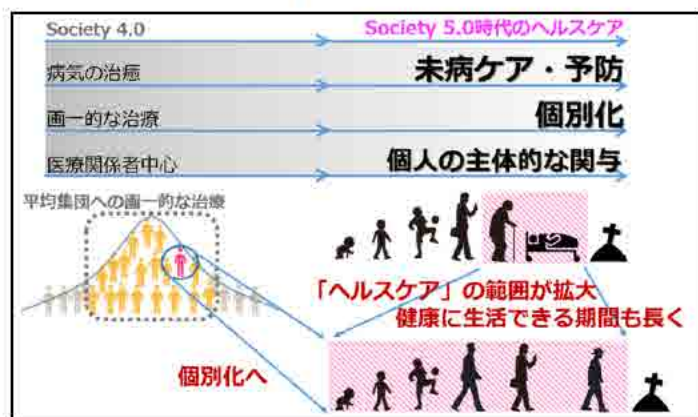 Society 4.0
Society 5.0時代のヘルスケア
病気の治癒
未病ケア・予防
画一的な治療
個別化
医療関係者中心
個人の主体的な関与
平均集団への画一的な治療
「ヘルスケア」の範囲が拡大
健康に生活できる期間も長く
個別化へ